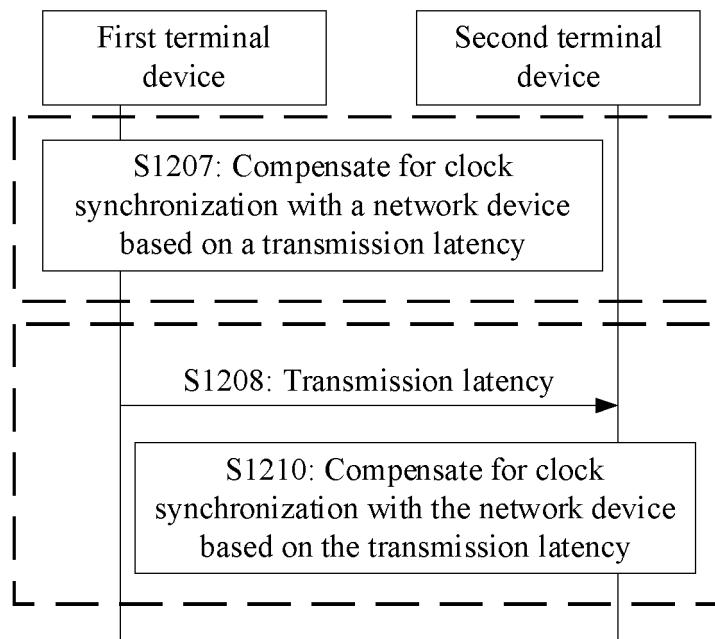 First terminal
device
Second terminal
device
S1207: Compensate for clock
synchronization with a network device
based on a transmission latency
S1208: Transmission latency
S1210: Compensate for clock
synchronization with the network device
based on the transmission latency